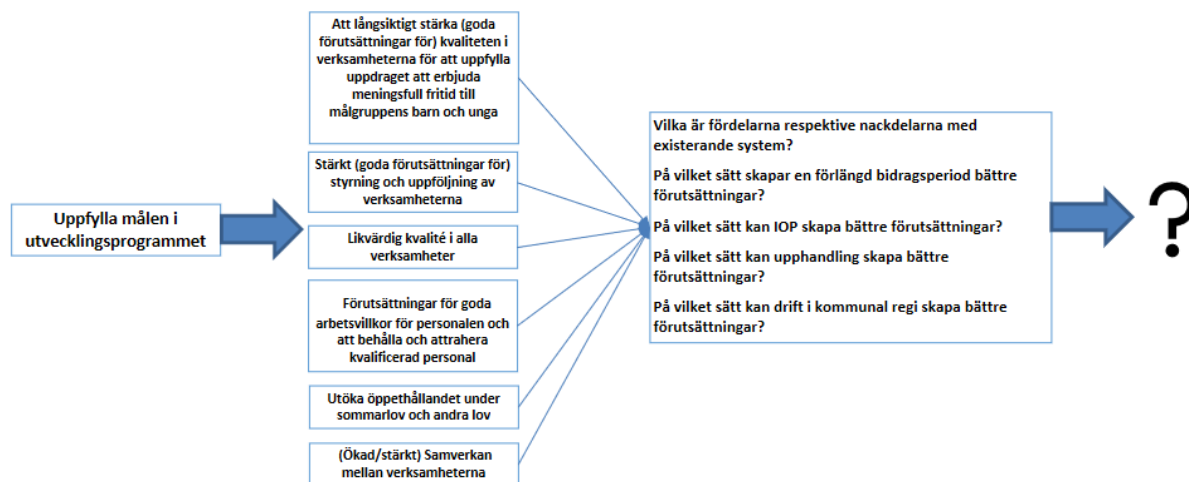 Att långsiktigt stärka (goda
förutsättningar för) kvaliteten i
verksamheterna för att uppfylla
uppdraget att erbjuda
meningsfull fritid till
målgruppens barn och unga
Stärkt (goda förutsättningar för)
styrning och uppföljning av
verksamheterna
Uppfylla målen i
utvecklingsprogrammet
Likvärdig kvalité i alla
verksamheter
Förutsättningar för goda
arbetsvillkor för personalen och
att behålla och attrahera
kvalificerad personal
Utöka öppethållandet under
sommarlov och andra lov
(Ökad/stärkt) Samverkan
mellan verksamheterna
Vilka är fördelarna respektive nackdelarna med
existerande system?
På vilket sätt skapar en förlängd bidragsperiod bättre
förutsättningar?
På vilket sätt kan IOP skapa bättre förutsättningar?
På vilket sätt kan upphandling skapa bättre
förutsättningar?
På vilket sätt kan drift i kommunal regi skapa bättre
förutsättningar?
?